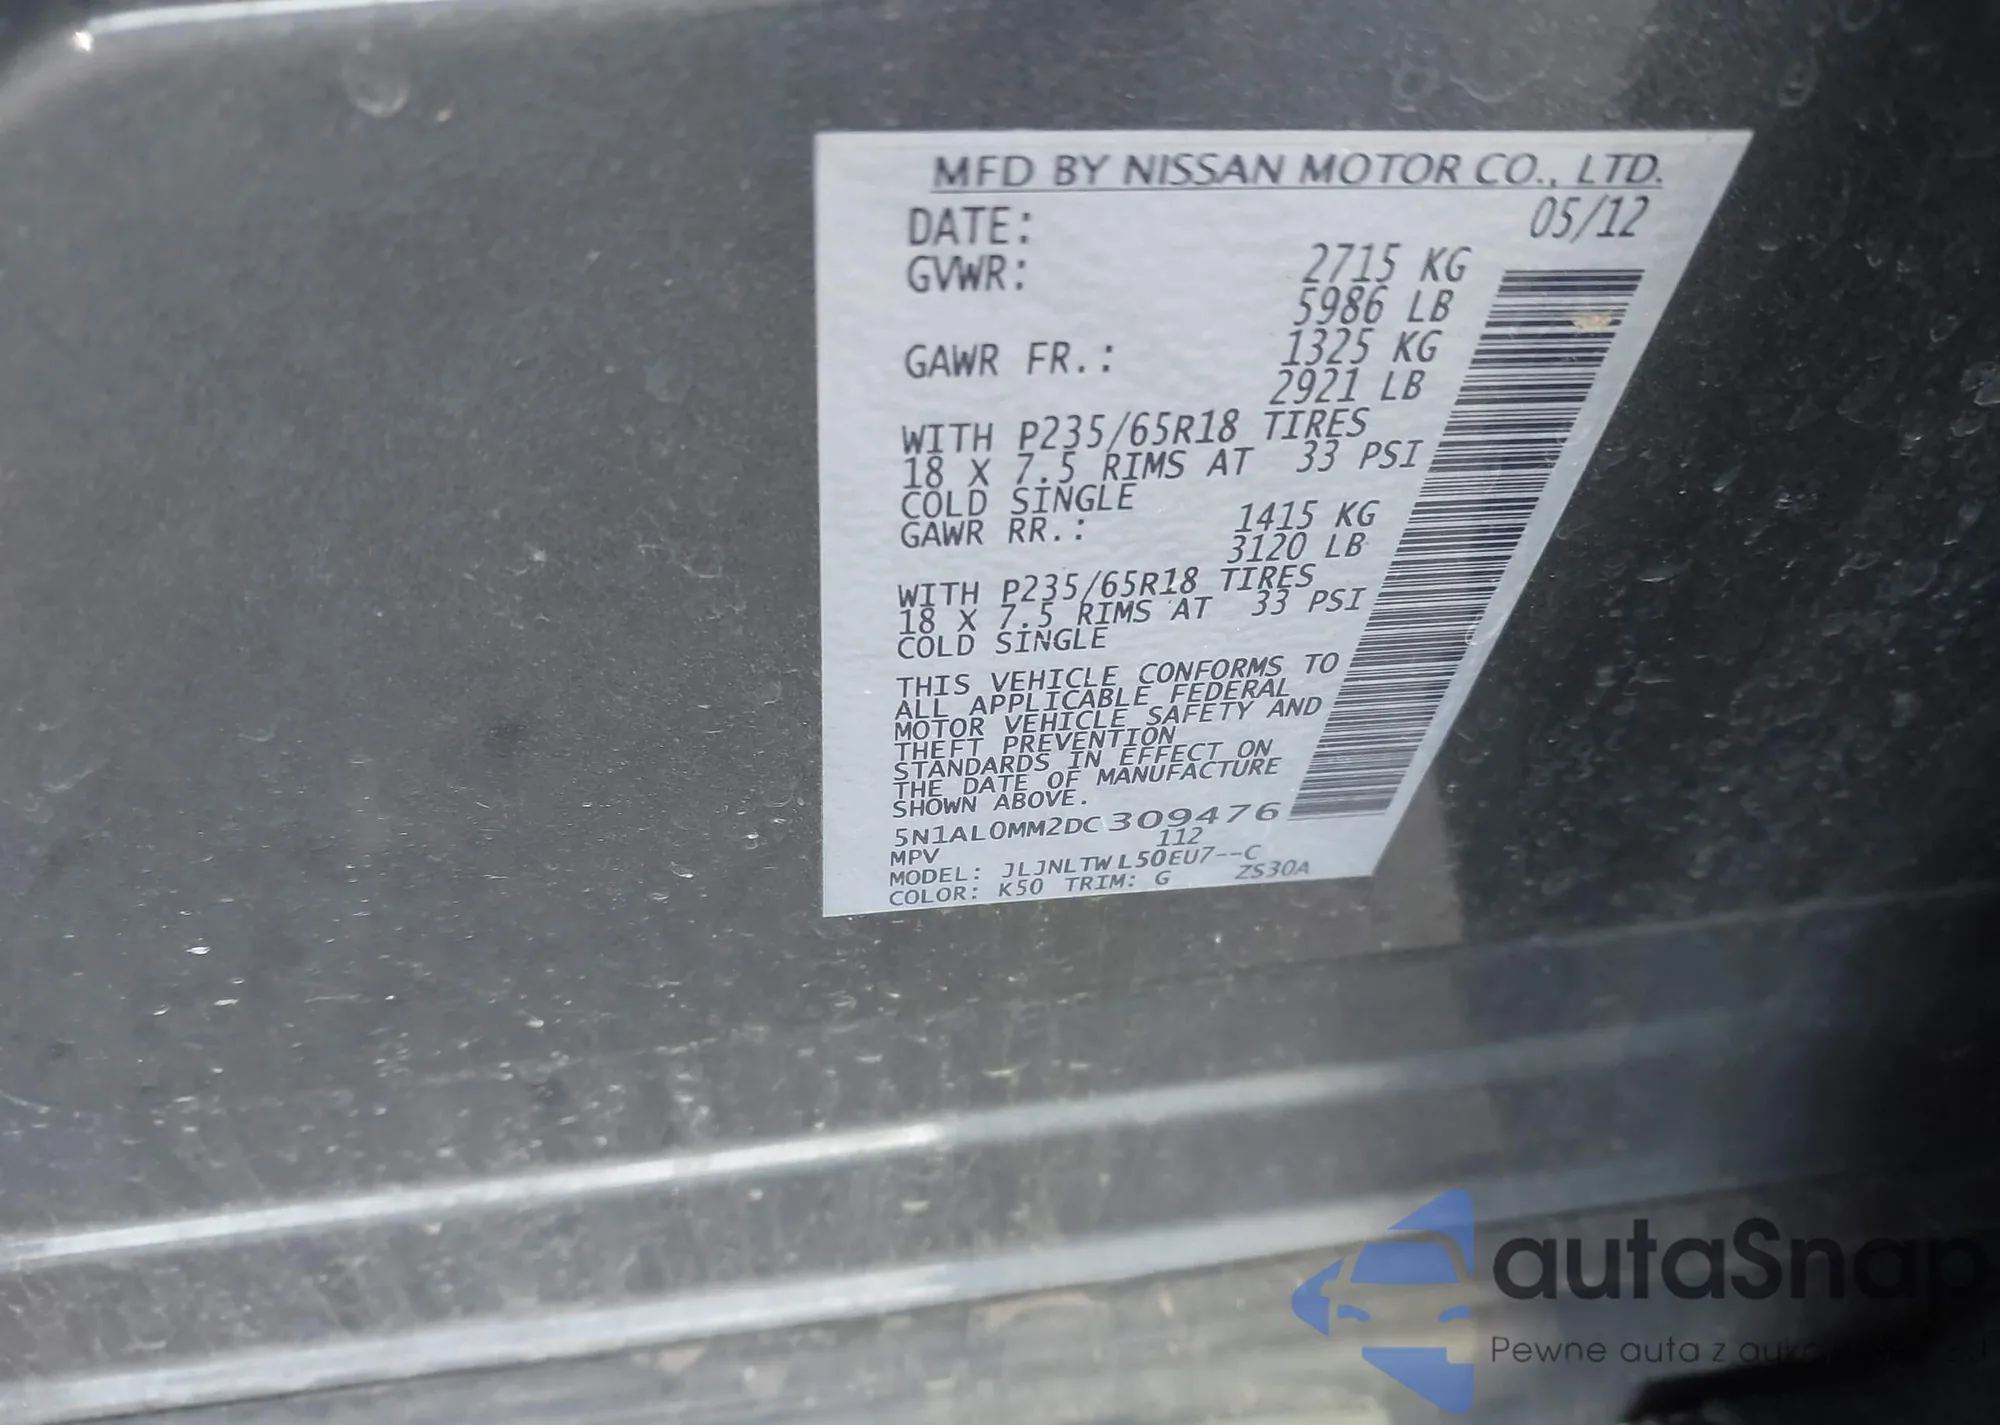 MFD BY NISSAN MOTOR CO., LTD.
DATE: 05/12
GVWR: 2715 KG
5986 LB
GAWR FR.: 1325 KG
2921 LB
WITH P235/65R18 TIRES
18 X 7.5 RIMS AT 33 PSI
COLD SINGLE
GAWR RR.: 1415 KG
3120 LB
WITH P235/65R18 TIRES
18 X 7.5 RIMS AT 33 PSI
COLD SINGLE
THIS VEHICLE CONFORMS TO
ALL APPLICABLE FEDERAL
MOTOR VEHICLE SAFETY AND
THEFT PREVENTION
STANDARDS IN EFFECT ON
THE DATE OF MANUFACTURE
SHOWN ABOVE.
5N1AL0MM2DC309476
MPV 112
MODEL: JLJNLTWL50EU7--C
COLOR: K50 TRIM: G ZS30A
autaSnap
Pewne auta z